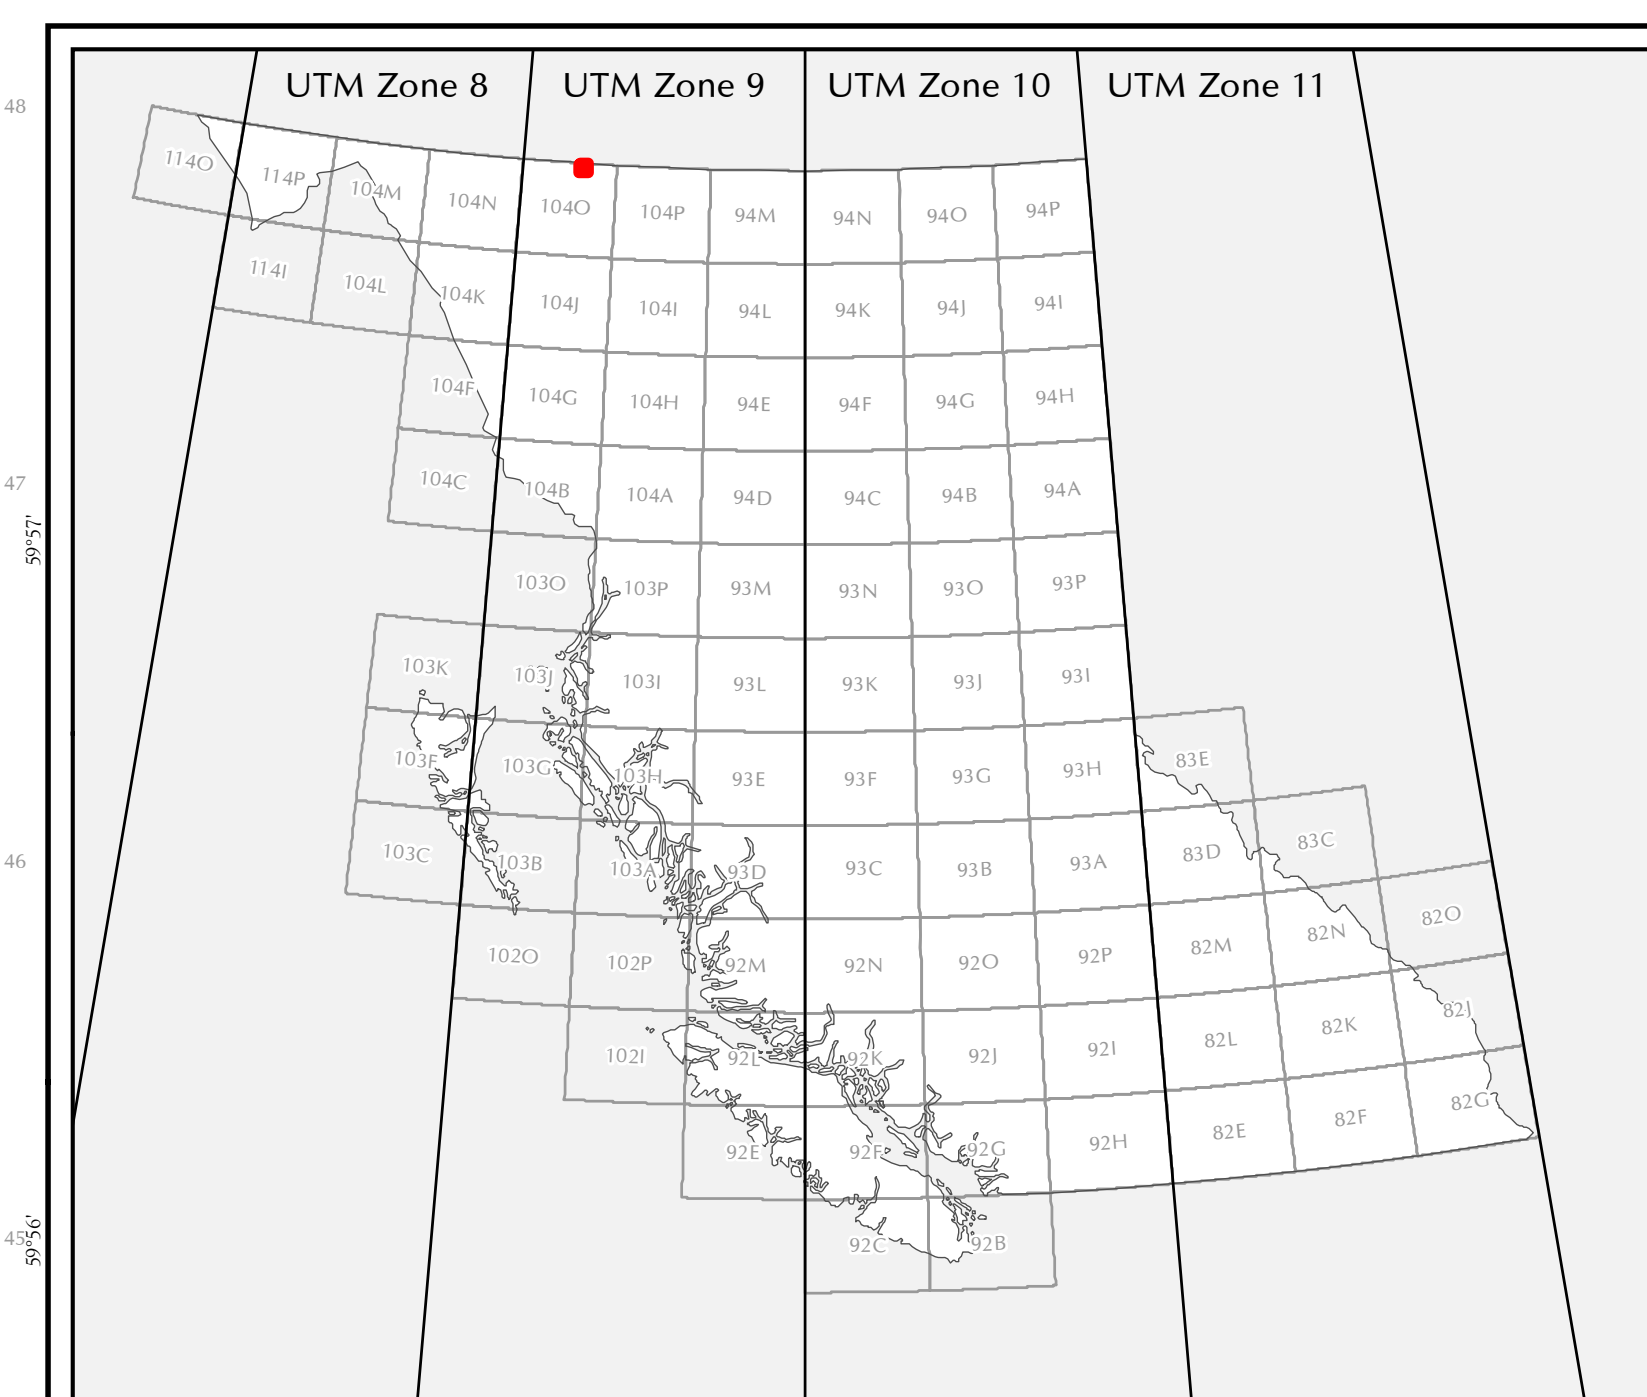 UTM Zone 8 UTM Zone 9 UTM Zone 10 UTM Zone 11
48
114O 114P 104M 104N 104O 104P 94M 94N 94O 94P
114I 104L 104K 104J 104I 94L 94K 94J 94I
104F 104G 104H 94E 94F 94G 94H
47
104C 104B 104A 94D 94C 94B 94A
59°57'
103O 103P 93M 93N 93O 93P
103K 103J 103I 93L 93K 93J 93I
103F 103G 103H 93E 93F 93G 93H 83E
46
103C 103B 103A 93D 93C 93B 93A 83D 83C
102O 102P 92M 92N 92O 92P 82M 82N 82O
102I 92L 92K 92J 92I 82L 82K 82J
92E 92F 92G 92H 82E 82F 82G
45
59°56'
92C 92B